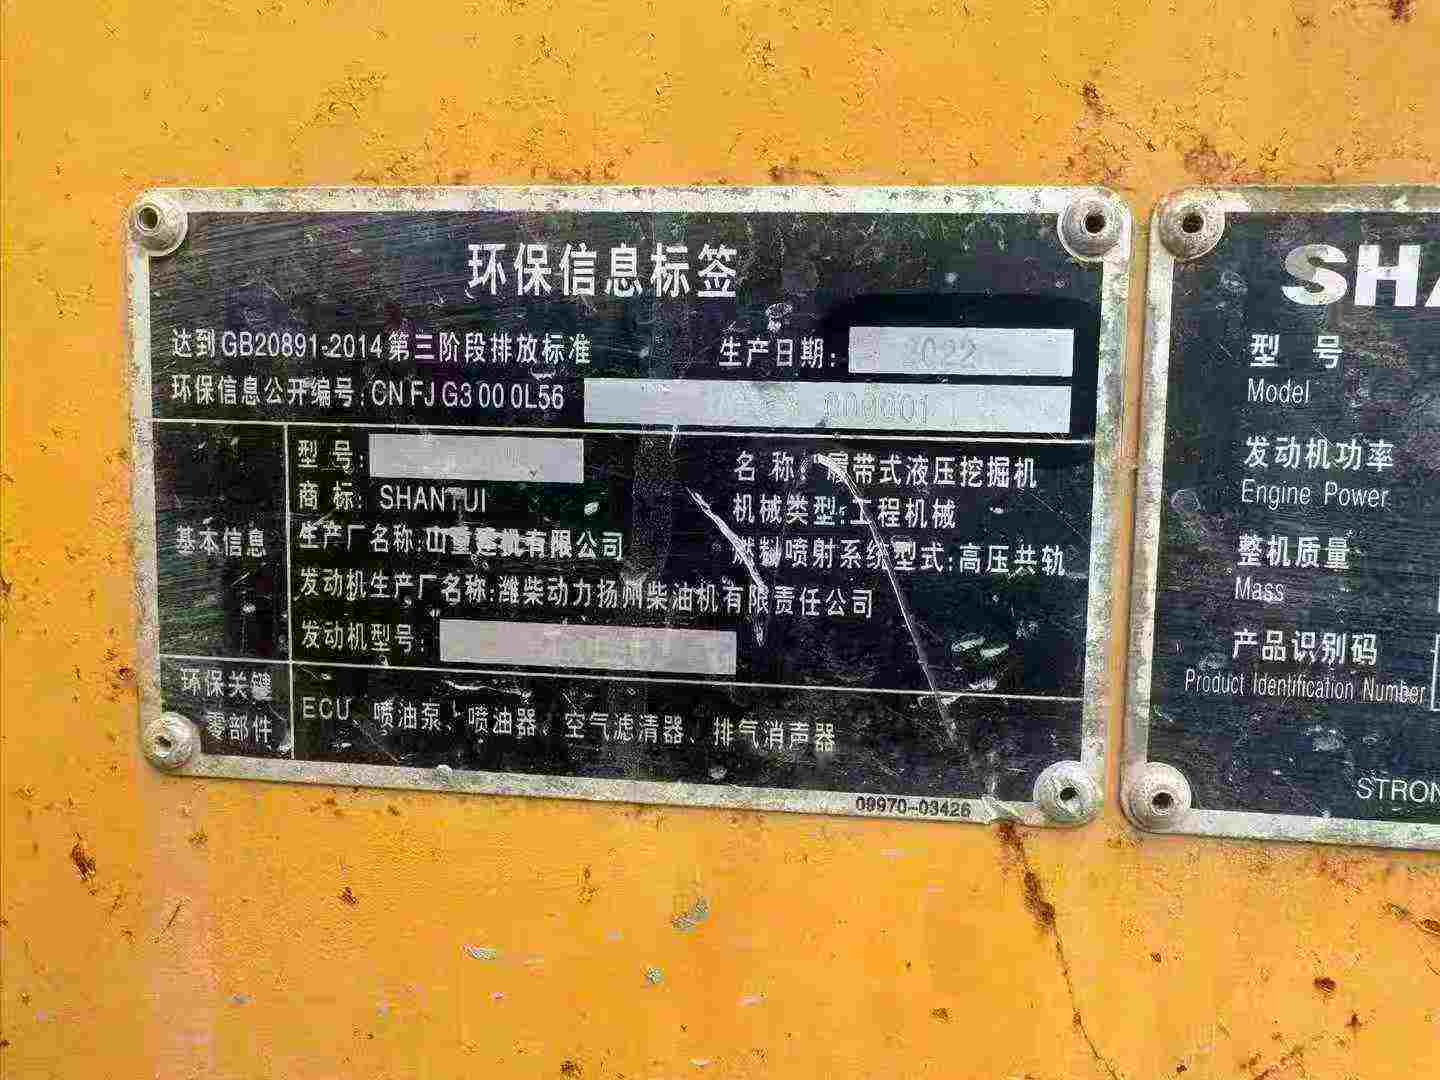 环保信息标签
达到GB20891-2014第三阶段排放标准 生产日期:
环保信息公开编号:CN FJ G3 00 0L56
基本信息
型号:
名称:履带式液压挖掘机
商标: SHANTUI
机械类型:工程机械
生产厂名称:山重建机有限公司
燃料喷射系统型式:高压共轨
发动机生产厂名称:潍柴动力扬州柴油机有限责任公司
发动机型号:
环保关键
零部件
ECU、喷油泵、喷油器、空气滤清器、排气消声器
09970-03426
SHA
型 号
Model
发动机功率
Engine Power
整机质量
Mass
产品识别码
Product Identification Number
STRON